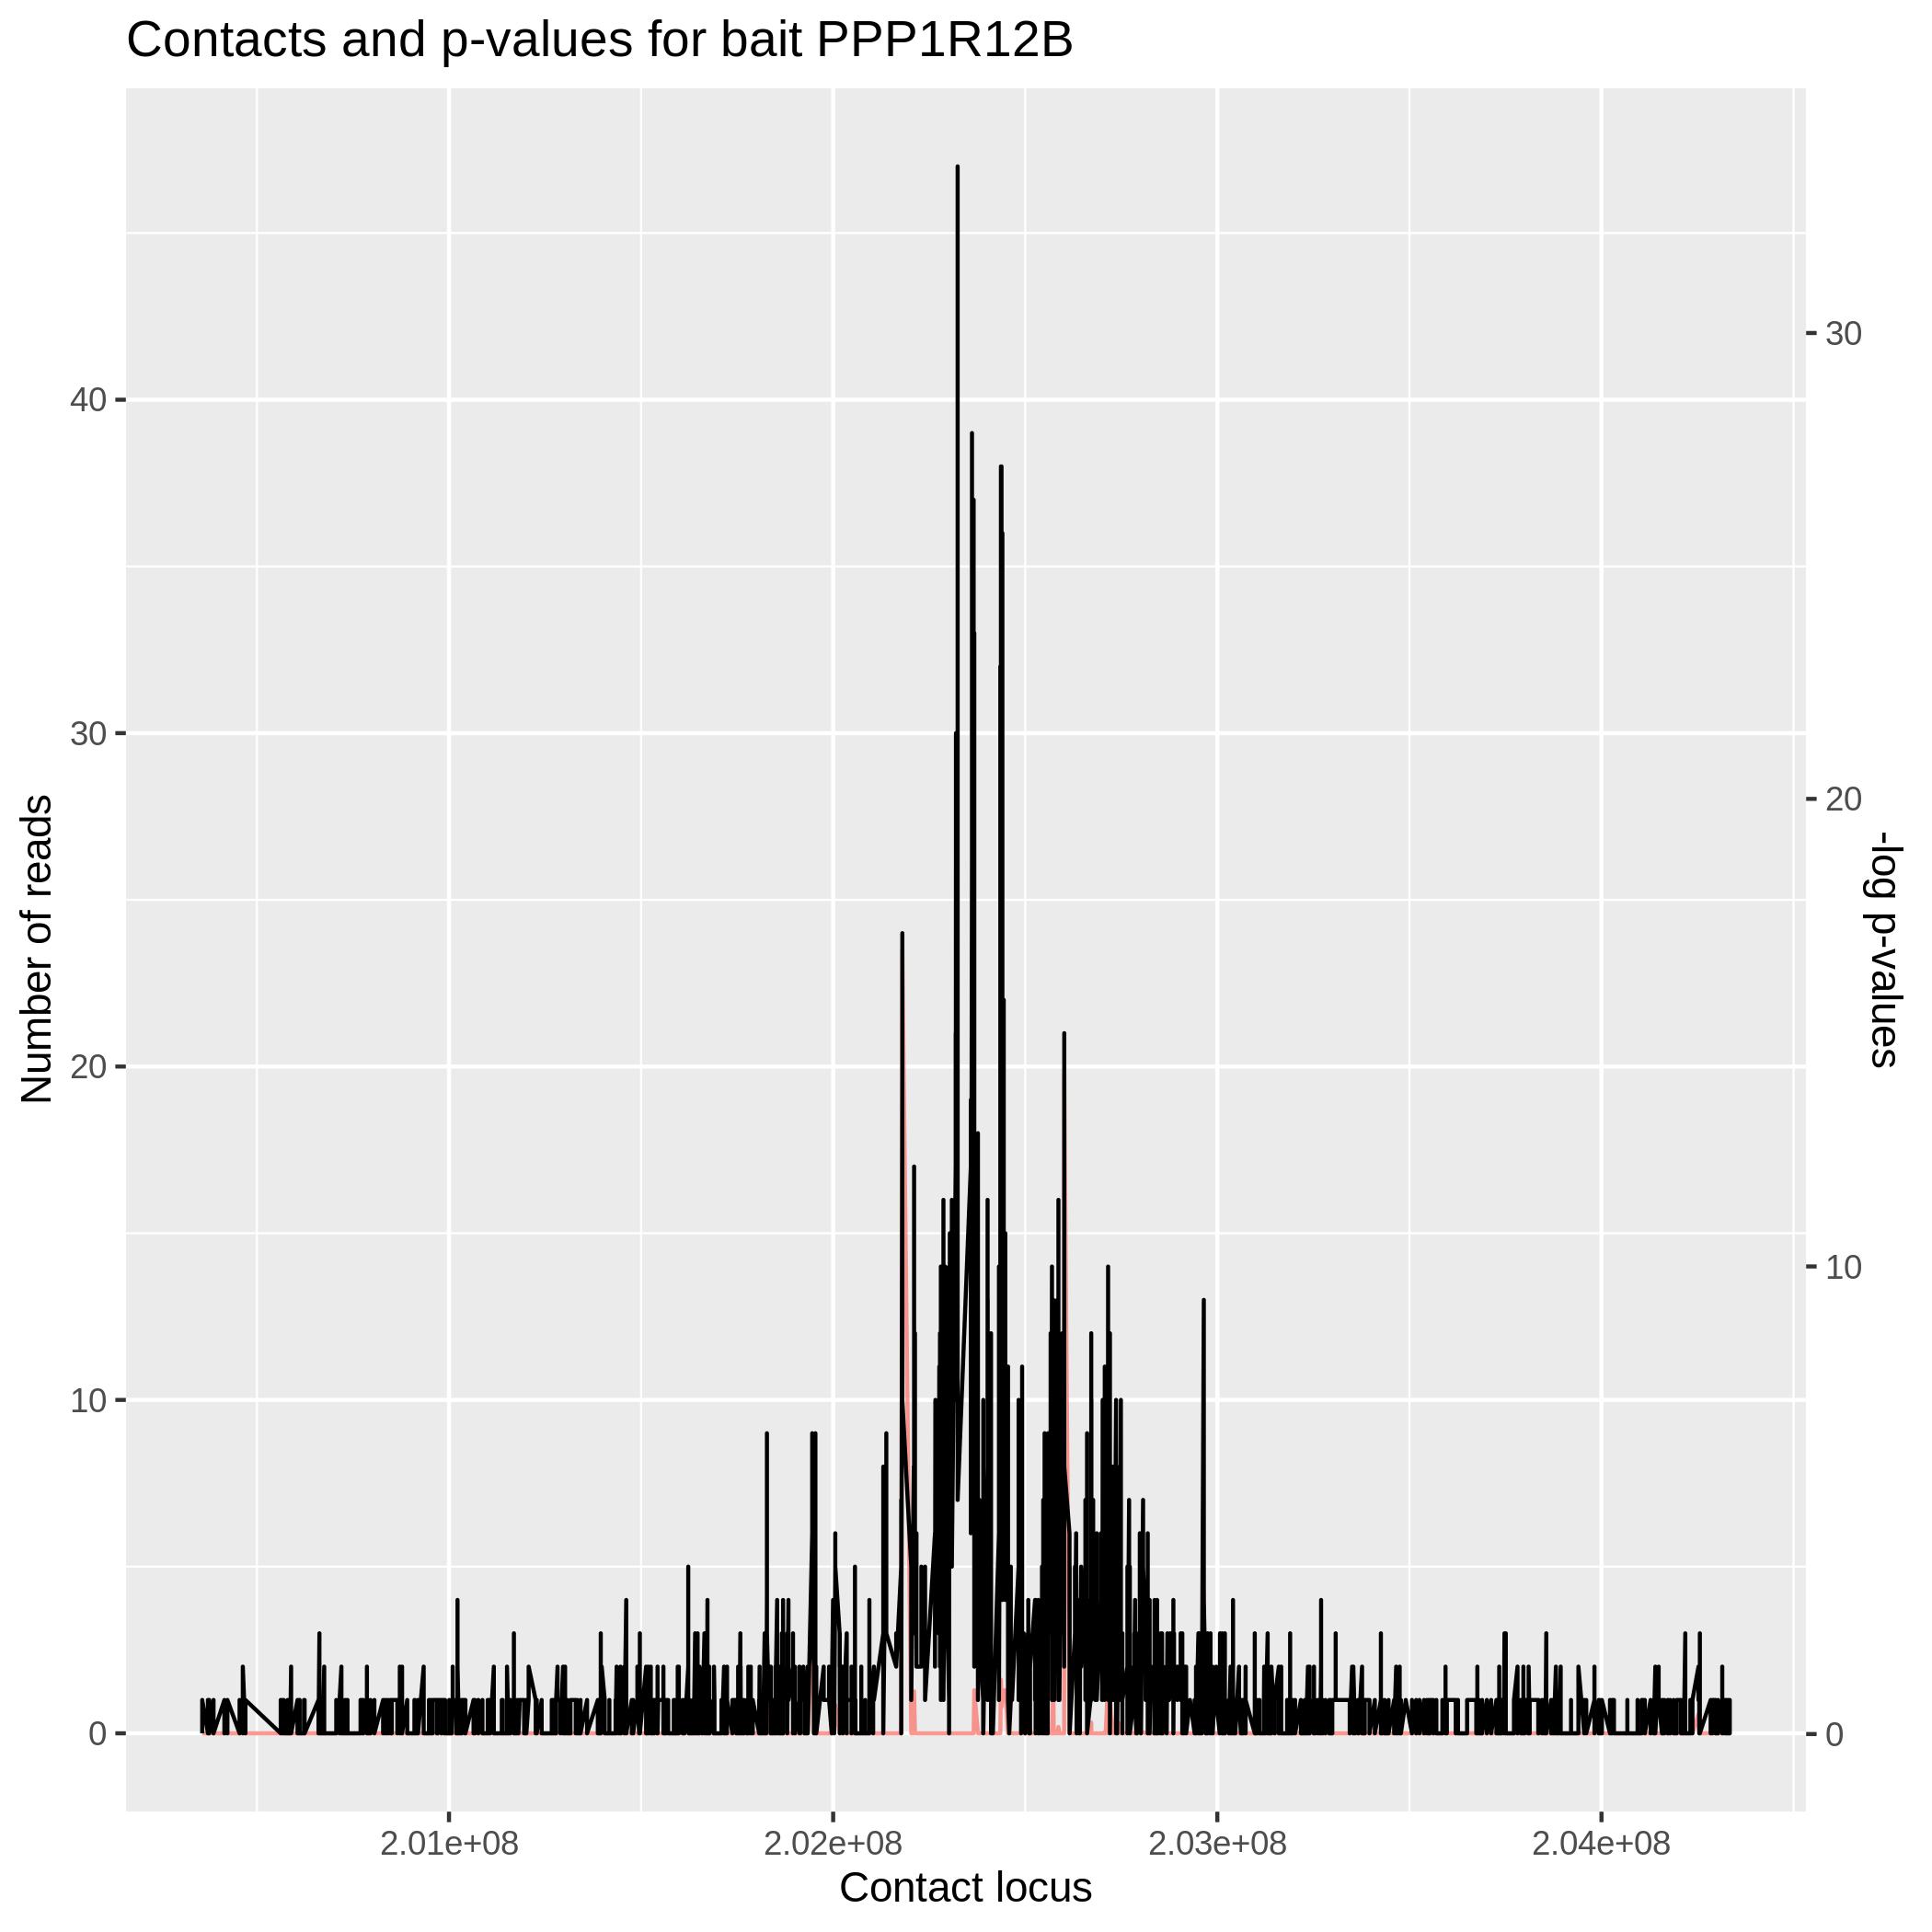 Contacts and p-values for bait PPP1R12B
Number of reads
40
30
20
10
0
30
20
10
0
-log p-values
2.01e+08 2.02e+08 2.03e+08 2.04e+08
Contact locus